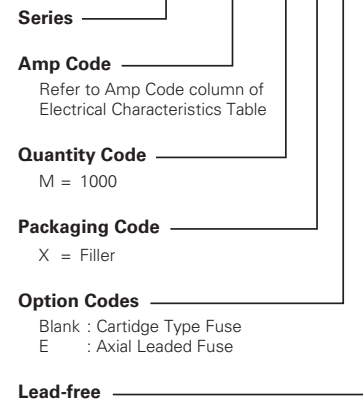 Series
Amp Code
Refer to Amp Code column of
Electrical Characteristics Table
Quantity Code
M = 1000
Packaging Code
X = Filler
Option Codes
Blank : Cartidge Type Fuse
E : Axial Leaded Fuse
Lead-free